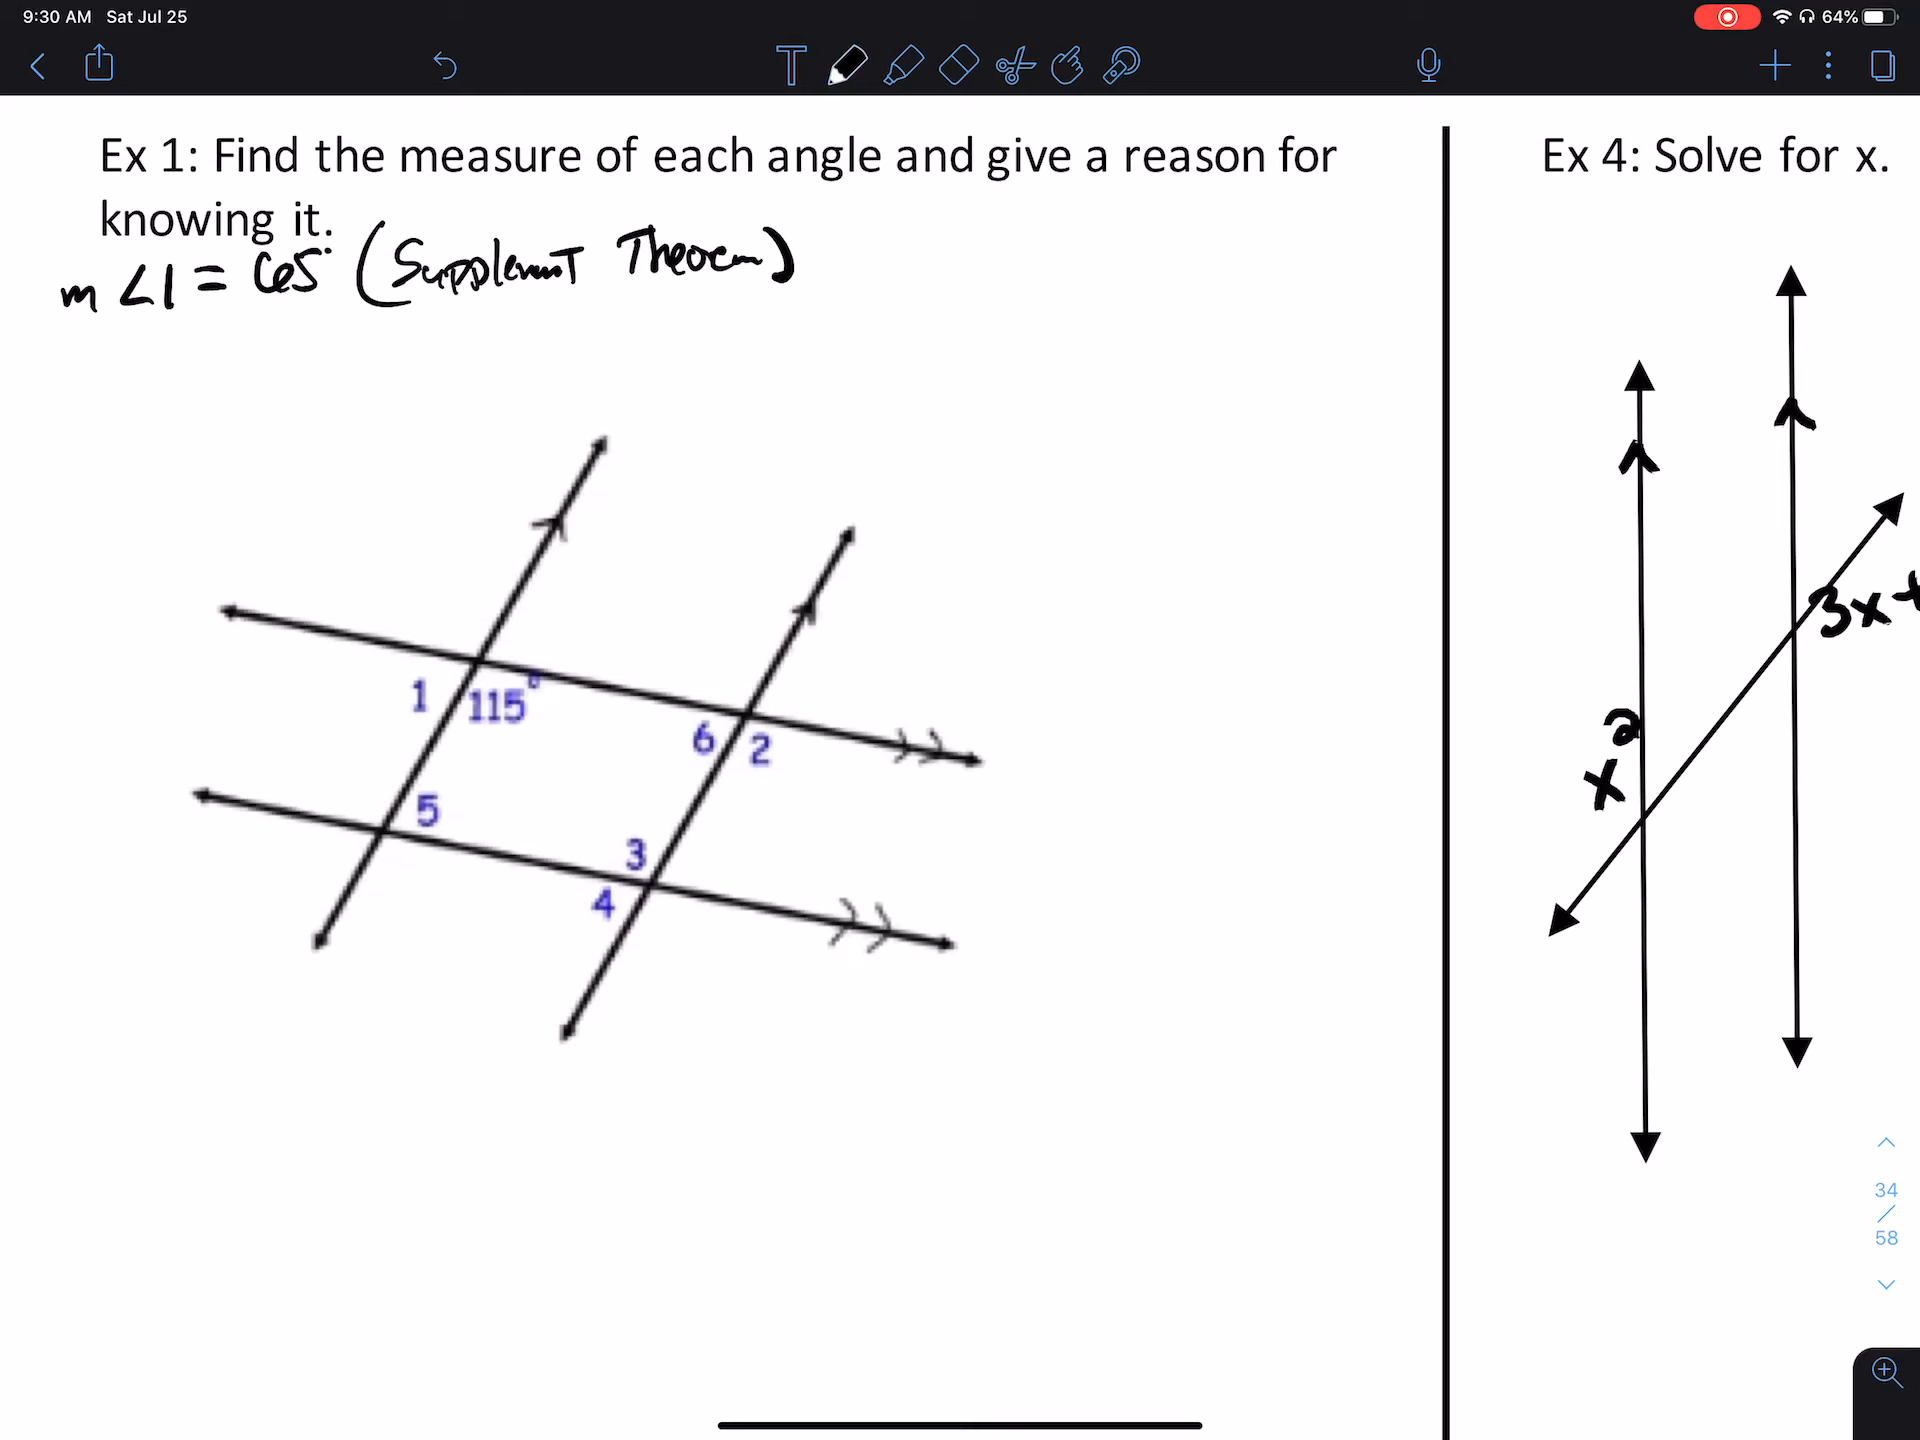 9:30 AM Sat Jul 25
64%
Ex 1: Find the measure of each angle and give a reason for
knowing it.
m ∠1 = 65° (Supplement Theorem)
1 115°
6 2
5
3
4
Ex 4: Solve for x.
3x+
x 2
34
/
58